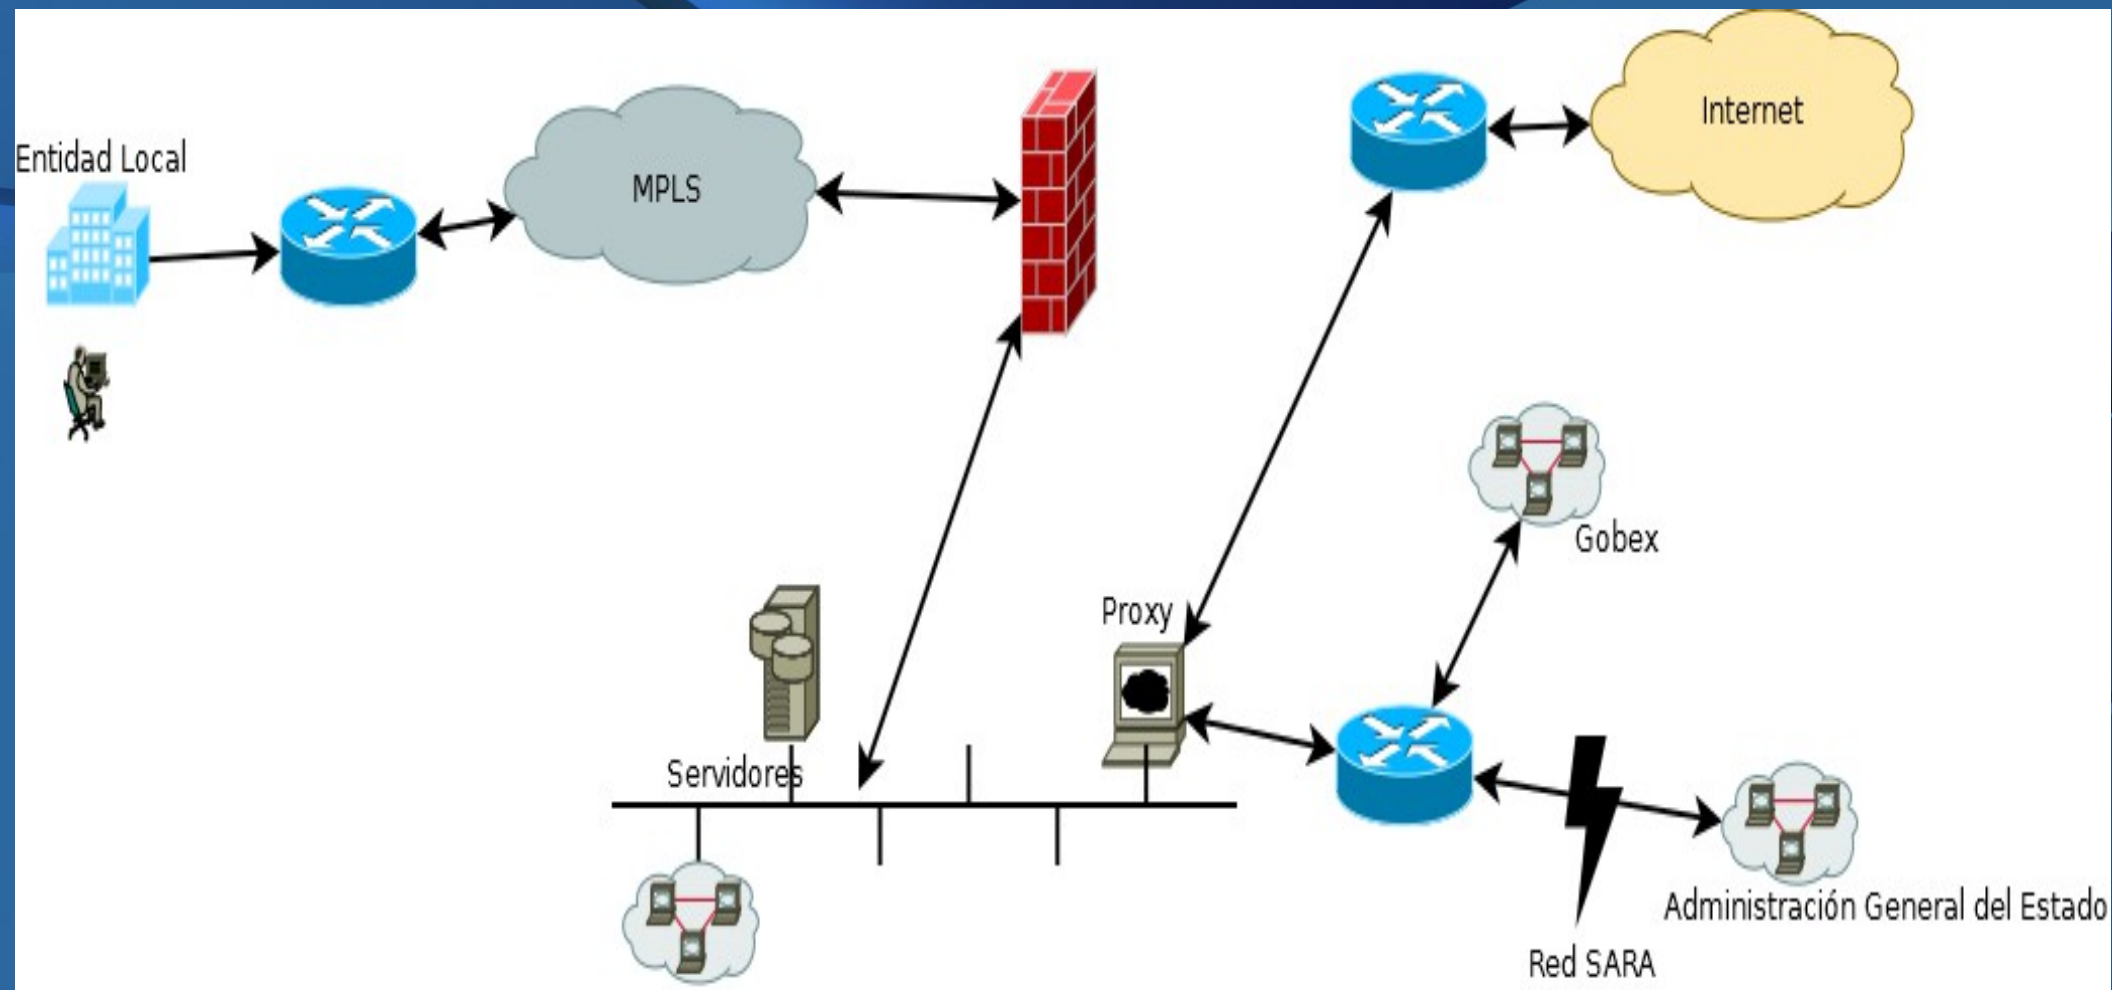 Internet
Entidad Local
MPLS
Gobex
Proxy
Servidores
Administración General del Estado
Red SARA